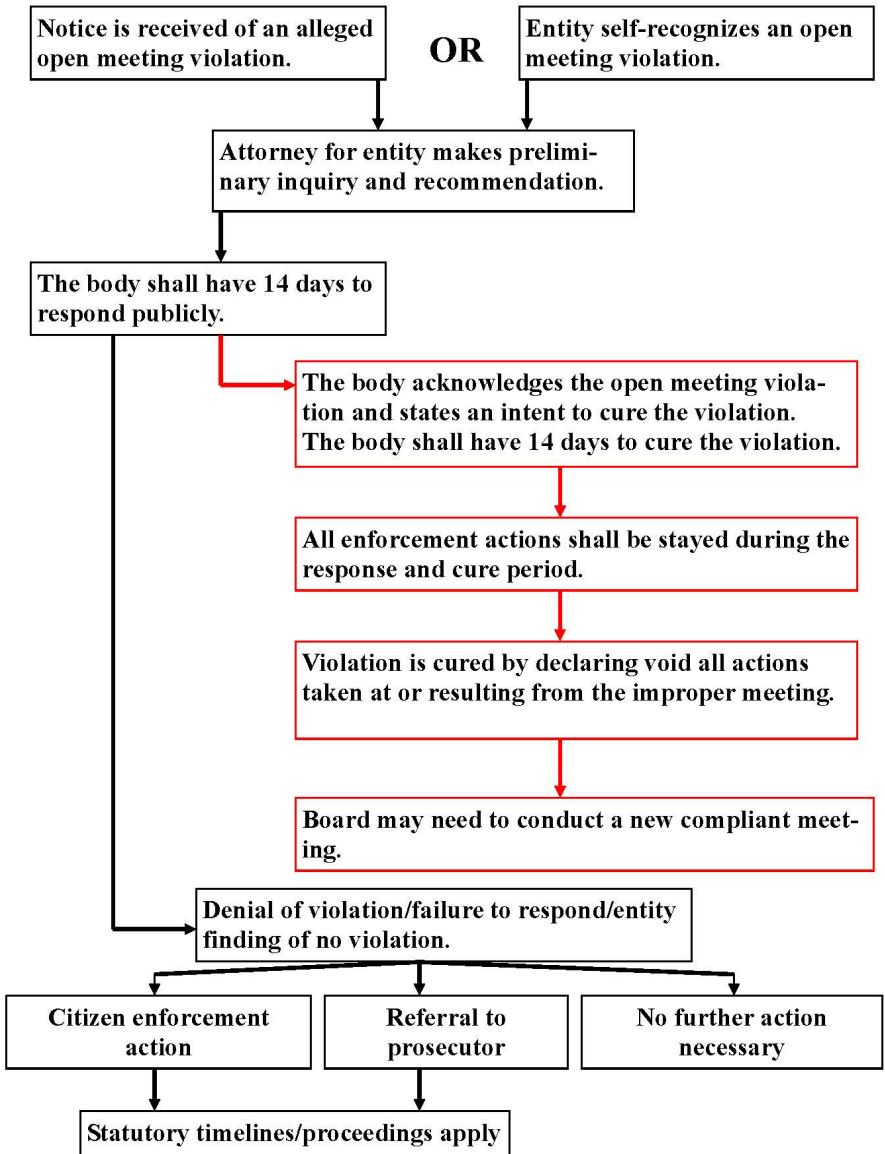 Notice is received of an alleged
open meeting violation.
OR
Entity self-recognizes an open
meeting violation.
Attorney for entity makes prelimi-
nary inquiry and recommendation.
The body shall have 14 days to
respond publicly.
The body acknowledges the open meeting viola-
tion and states an intent to cure the violation.
The body shall have 14 days to cure the violation.
All enforcement actions shall be stayed during the
response and cure period.
Violation is cured by declaring void all actions
taken at or resulting from the improper meeting.
Board may need to conduct a new compliant meet-
ing.
Denial of violation/failure to respond/entity
finding of no violation.
Citizen enforcement
action
Referral to
prosecutor
No further action
necessary
Statutory timelines/proceedings apply